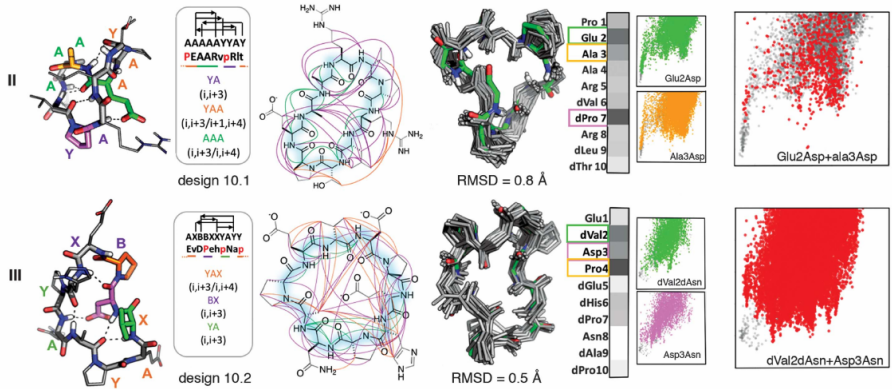 II
A
A
A
Y
O
A
A
Y
A
AAAAAYYAY
PEAARvpRlt
YA
(i,i+3)
YAA
(i,i+3/i+1,i+4)
AAA
(i,i+3/i,i+4)
design 10.1
RMSD = 0.8 Å
Pro 1
Glu 2
Ala 3
Ala 4
Arg 5
dVal 6
dPro 7
Arg 8
dLeu 9
dThr 10
Glu2Asp
Ala3Asp
Glu2Asp+ala3Asp
III
X
B
Y
A
X
Y
A
AXBBXXYAYY
EvDPehpNap
YAX
(i,i+3/i,i+4)
BX
(i,i+3)
YA
(i,i+3)
design 10.2
RMSD = 0.5 Å
Glu1
dVal2
Asp3
Pro4
dGlu5
dHis6
dPro7
Asn8
dAla9
dPro10
dVal2dAsn
Asp3Asn
dVal2dAsn+Asp3Asn